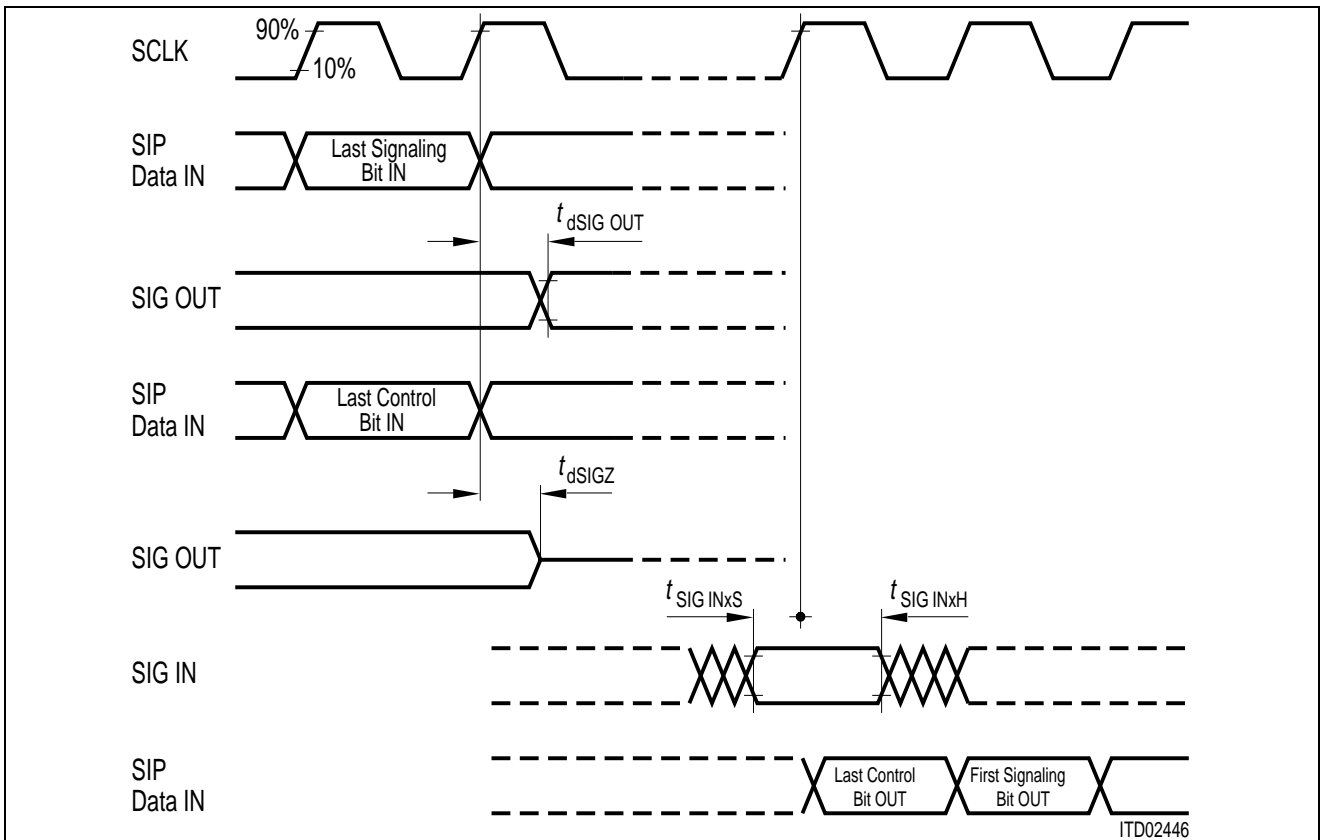 SCLK
90%
10%
SIP
Data IN
Last Signaling
Bit IN
t dSIG OUT
SIG OUT
SIP
Data IN
Last Control
Bit IN
t dSIGZ
SIG OUT
t SIG INxS
t SIG INxH
SIG IN
SIP
Data IN
Last Control
Bit OUT
First Signaling
Bit OUT
ITD02446